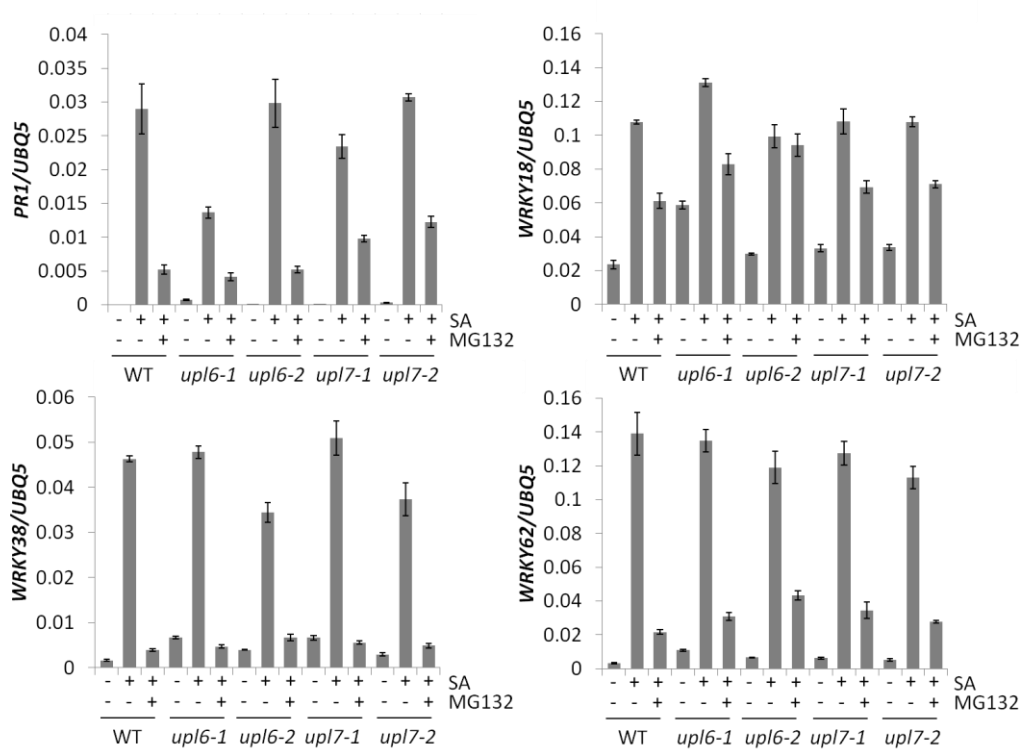 PR1/UBQ5
0.04
0.035
0.03
0.025
0.02
0.015
0.01
0.005
0
- + + - + + - + + - + + - + + SA
- - + - - + - - + - - + - - + MG132
WT upl6-1 upl6-2 upl7-1 upl7-2
WRKY18/UBQ5
0.16
0.14
0.12
0.1
0.08
0.06
0.04
0.02
0
- + + - + + - + + - + + - + + SA
- - + - - + - - + - - + - - + MG132
WT upl6-1 upl6-2 upl7-1 upl7-2
WRKY38/UBQ5
0.06
0.05
0.04
0.03
0.02
0.01
0
- + + - + + - + + - + + - + + SA
- - + - - + - - + - - + - - + MG132
WT upl6-1 upl6-2 upl7-1 upl7-2
WRKY62/UBQ5
0.16
0.14
0.12
0.1
0.08
0.06
0.04
0.02
0
- + + - + + - + + - + + - + + SA
- - + - - + - - + - - + - - + MG132
WT upl6-1 upl6-2 upl7-1 upl7-2